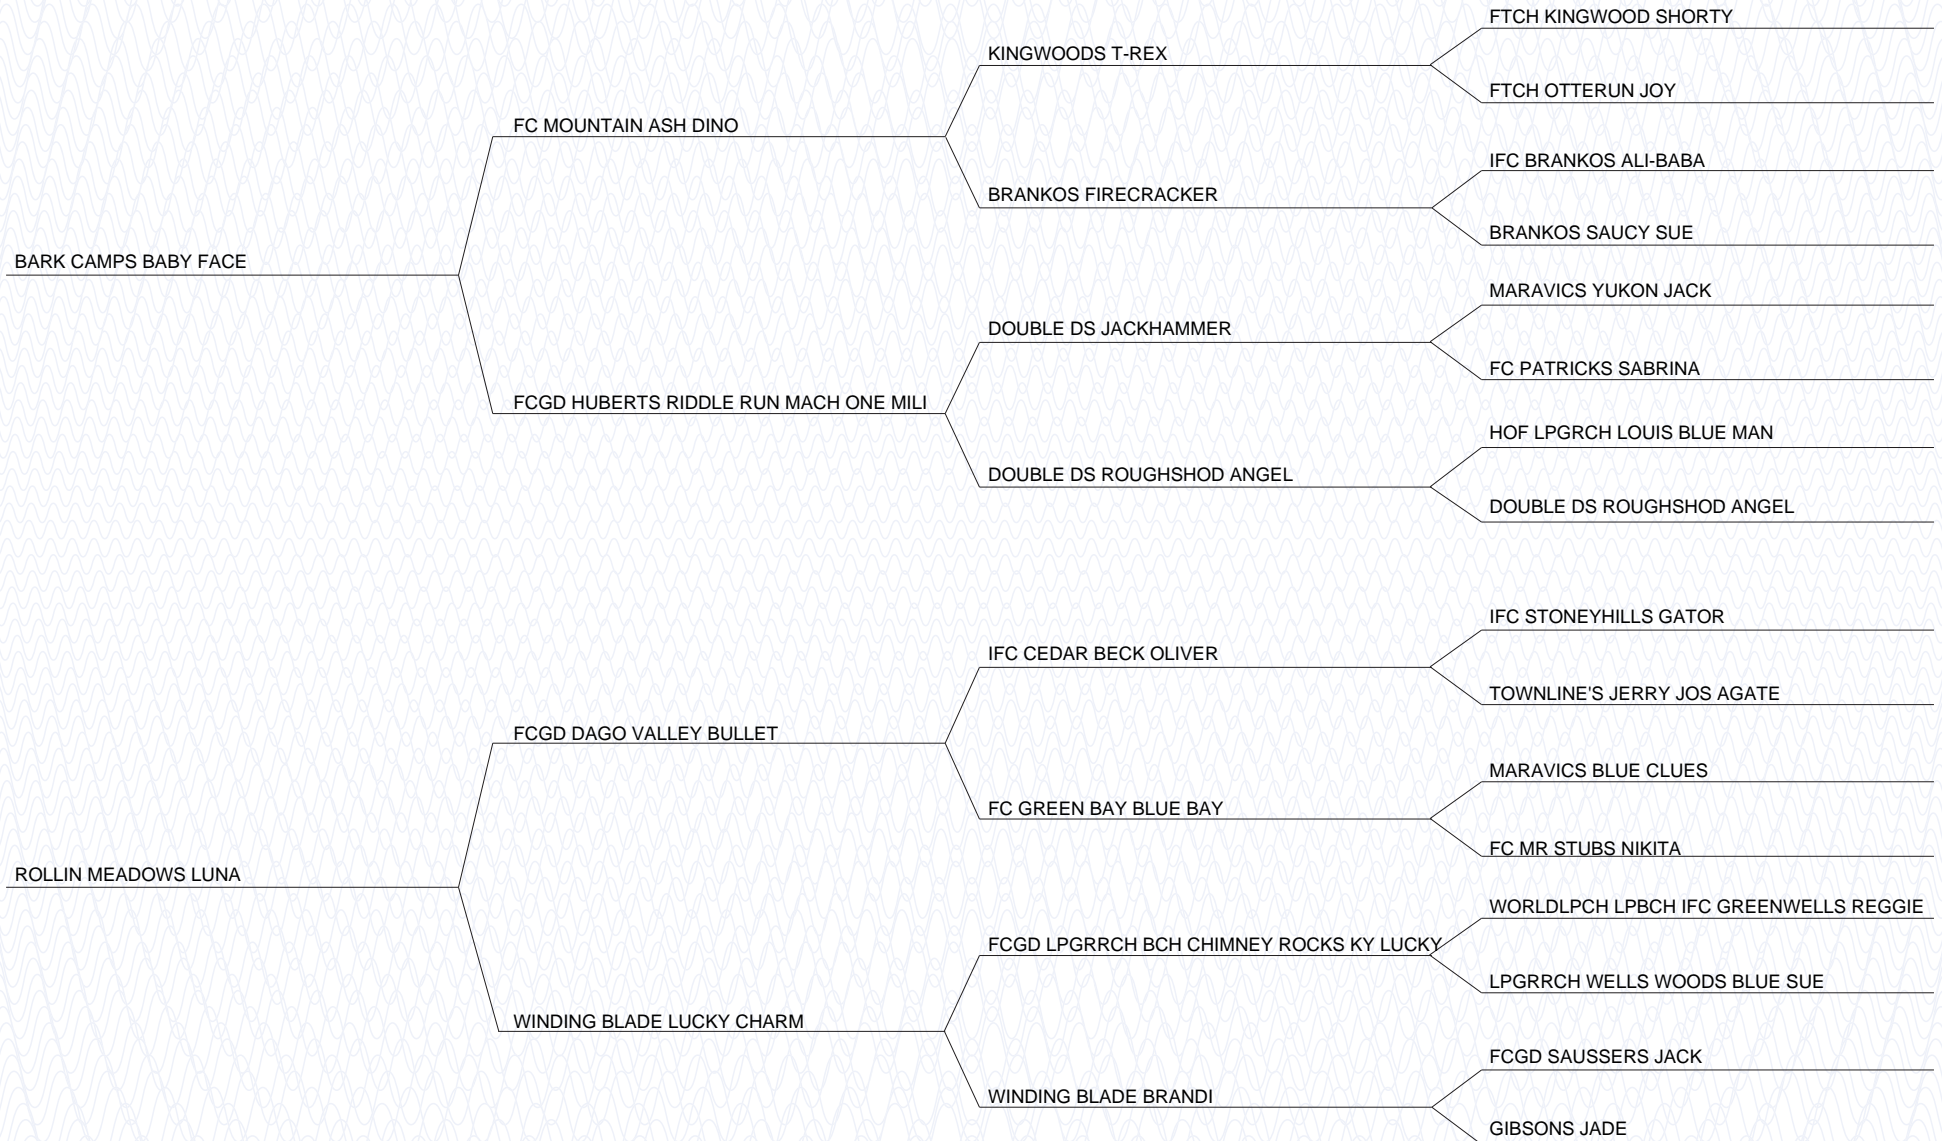 FTCH KINGWOOD SHORTY
KINGWOODS T-REX
FTCH OTTERUN JOY
FC MOUNTAIN ASH DINO
IFC BRANKOS ALI-BABA
BRANKOS FIRECRACKER
BRANKOS SAUCY SUE
BARK CAMPS BABY FACE
MARAVICS YUKON JACK
DOUBLE DS JACKHAMMER
FC PATRICKS SABRINA
FCGD HUBERTS RIDDLE RUN MACH ONE MILI
HOF LPGRCH LOUIS BLUE MAN
DOUBLE DS ROUGHSHOD ANGEL
DOUBLE DS ROUGHSHOD ANGEL
IFC STONEYHILLS GATOR
IFC CEDAR BECK OLIVER
TOWNLINE'S JERRY JOS AGATE
FCGD DAGO VALLEY BULLET
MARAVICS BLUE CLUES
FC GREEN BAY BLUE BAY
FC MR STUBS NIKITA
ROLLIN MEADOWS LUNA
WORLDLPCH LPBCH IFC GREENWELLS REGGIE
FCGD LPGRRCH BCH CHIMNEY ROCKS KY LUCKY
LPGRRCH WELLS WOODS BLUE SUE
WINDING BLADE LUCKY CHARM
FCGD SAUSSERS JACK
WINDING BLADE BRANDI
GIBSONS JADE